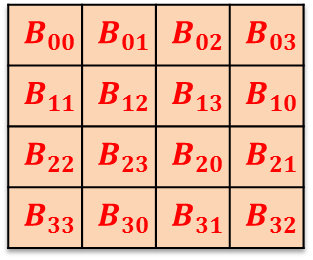 B₀₀ B₀₁ B₀₂ B₀₃
B₁₁ B₁₂ B₁₃ B₁₀
B₂₂ B₂₃ B₂₀ B₂₁
B₃₃ B₃₀ B₃₁ B₃₂